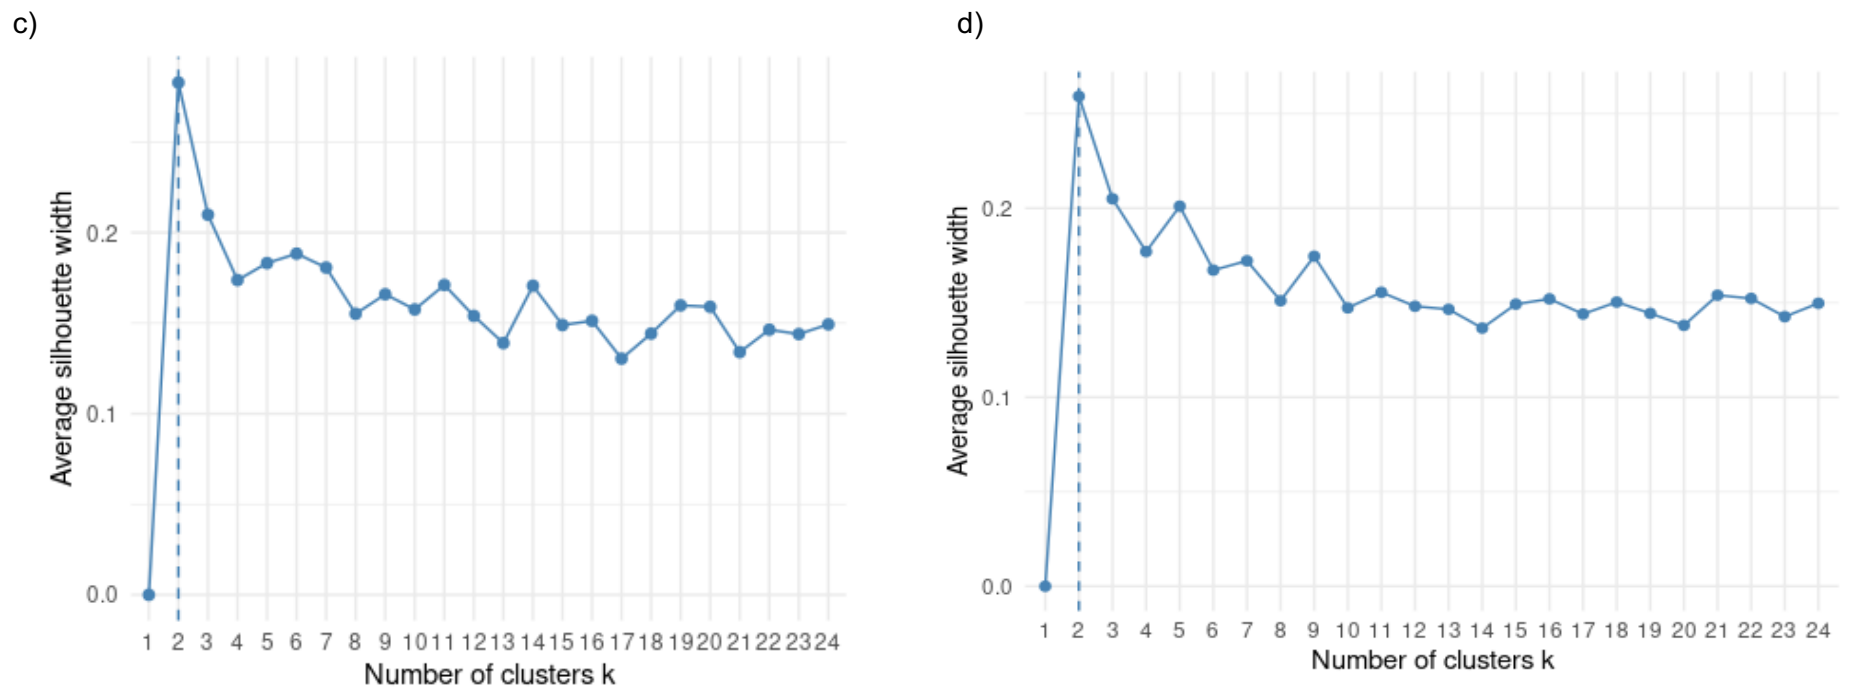 c)
Average silhouette width
0.2
0.1
0.0
1 2 3 4 5 6 7 8 9 10 11 12 13 14 15 16 17 18 19 20 21 22 23 24
Number of clusters k
d)
Average silhouette width
0.2
0.1
0.0
1 2 3 4 5 6 7 8 9 10 11 12 13 14 15 16 17 18 19 20 21 22 23 24
Number of clusters k